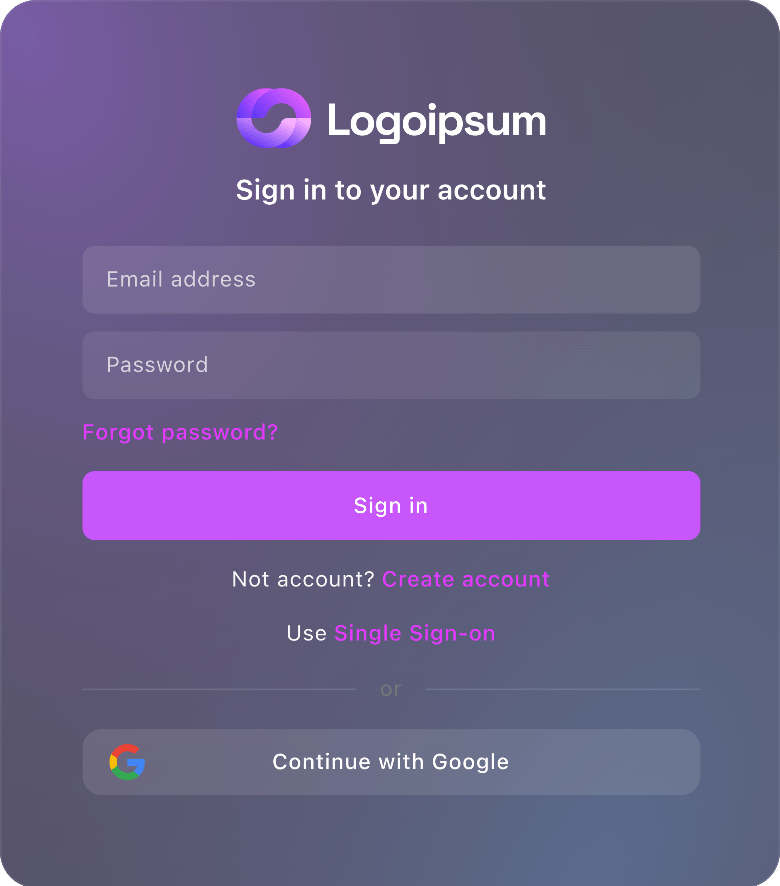 Logoipsum
Sign in to your account
Email address
Password
Forgot password?
Sign in
Not account? Create account
Use Single Sign-on
or
Continue with Google